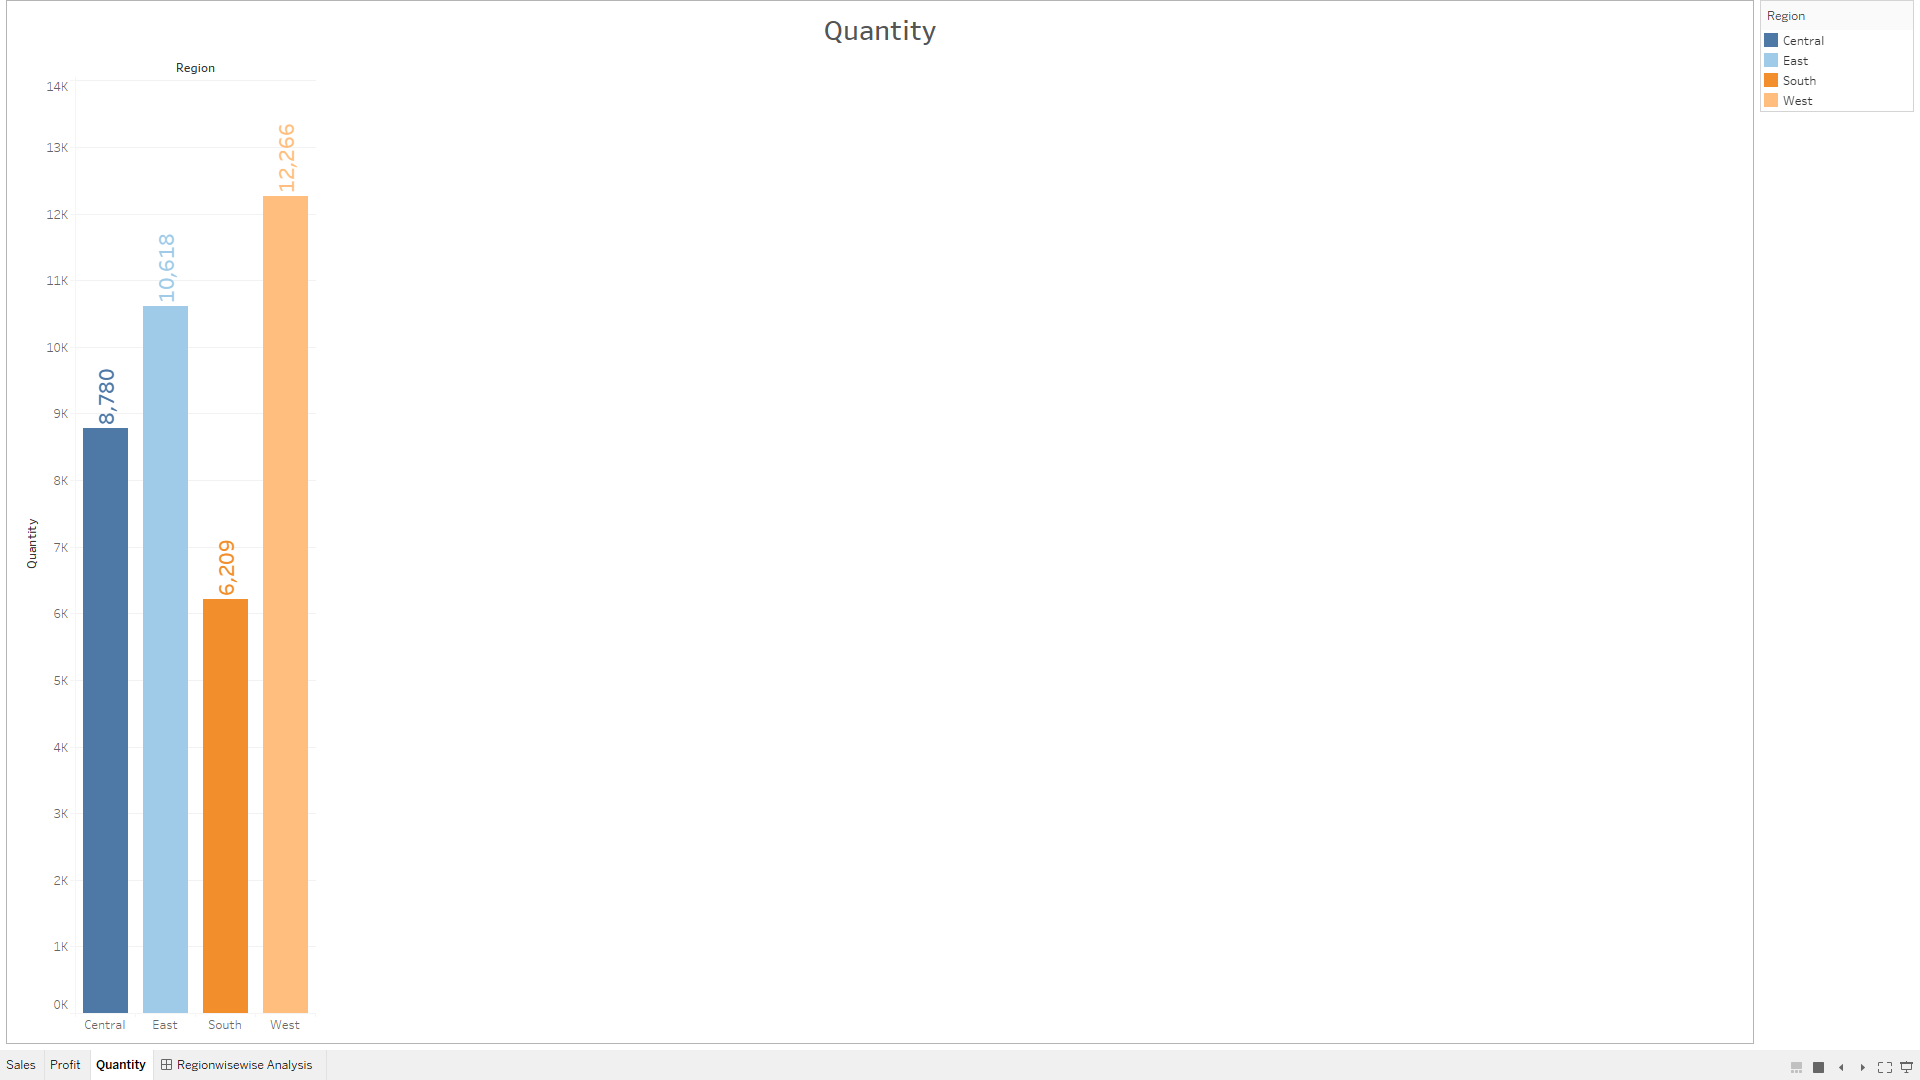 Quantity
Region
Central
East
South
West
Region
14K
13K
12K
11K
10K
9K
8K
7K
6K
5K
4K
3K
2K
1K
0K
Quantity
8,780
10,618
6,209
12,266
Central
East
South
West
Sales
Profit
Quantity
Regionwisewise Analysis